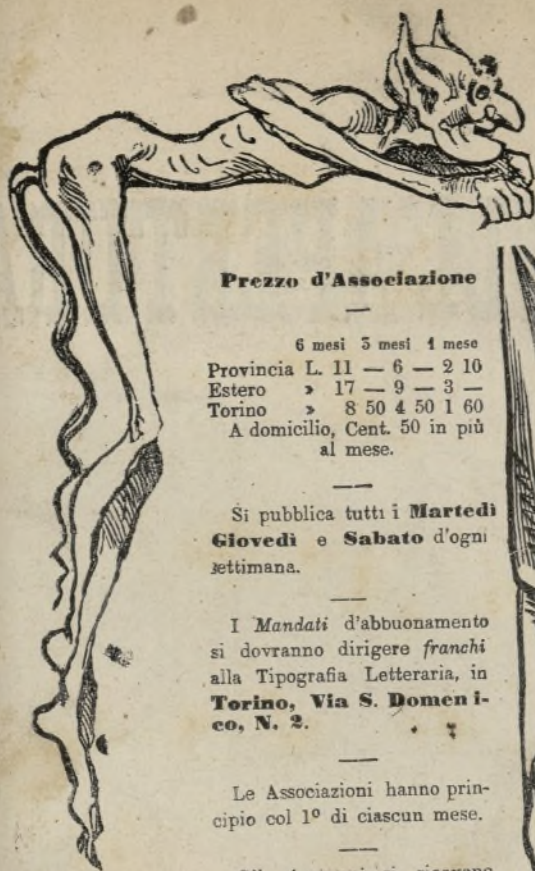 Prezzo d'Associazione
6 mesi 3 mesi 1 mese
Provincia L. 11 — 6 — 2 10
Estero » 17 — 9 — 3 —
Torino » 8 50 4 50 1 60
A domicilio, Cent. 50 in più
al mese.
Si pubblica tutti i Martedì
Giovedì e Sabato d'ogni
settimana.
I Mandati d'abbuonamento
si dovranno dirigere franchi
alla Tipografia Letteraria, in
Torino, Via S. Domeni-
co, N. 2.
Le Associazioni hanno prin-
cipio col 1º di ciascun mese.